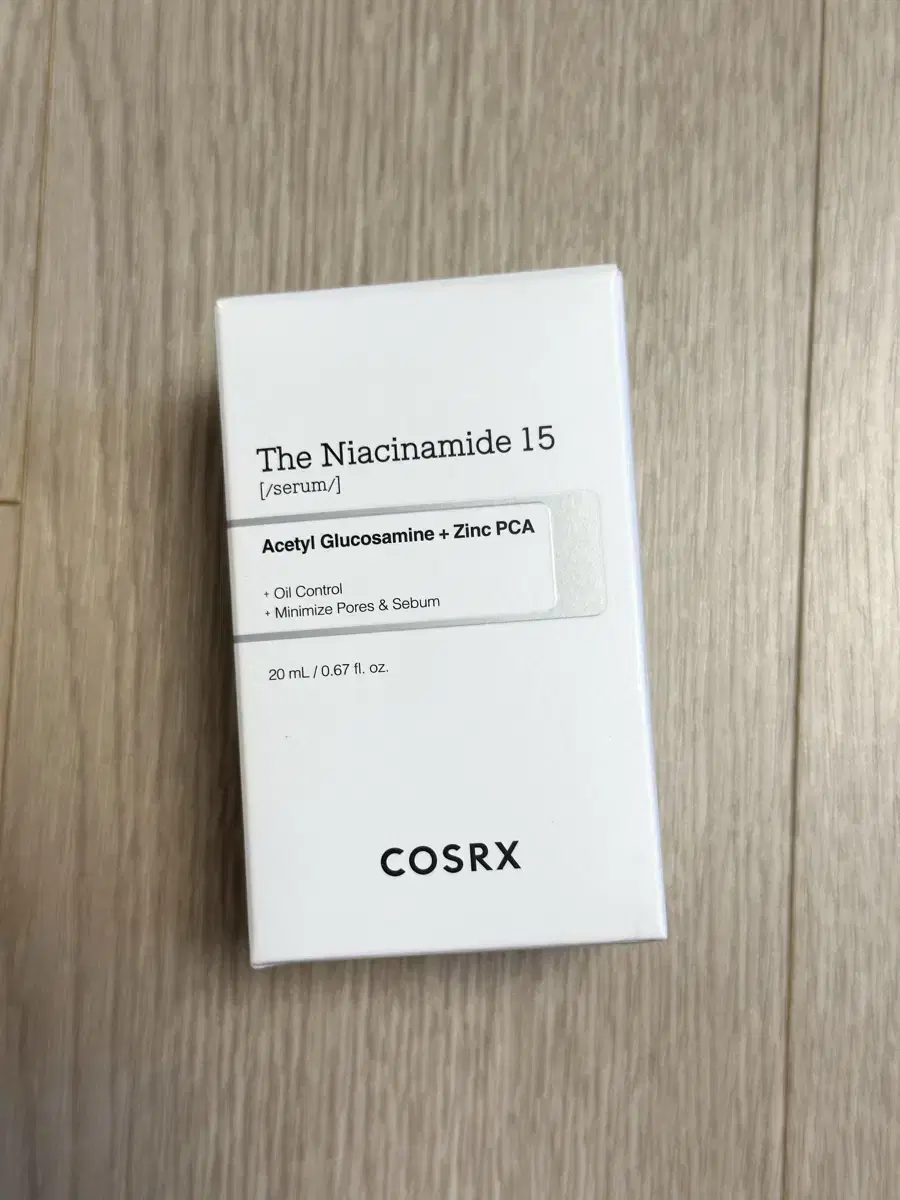 The Niacinamide 15
[/serum/]
Acetyl Glucosamine + Zinc PCA
+ Oil Control
+ Minimize Pores & Sebum
20 mL / 0.67 fl. oz.
COSRX